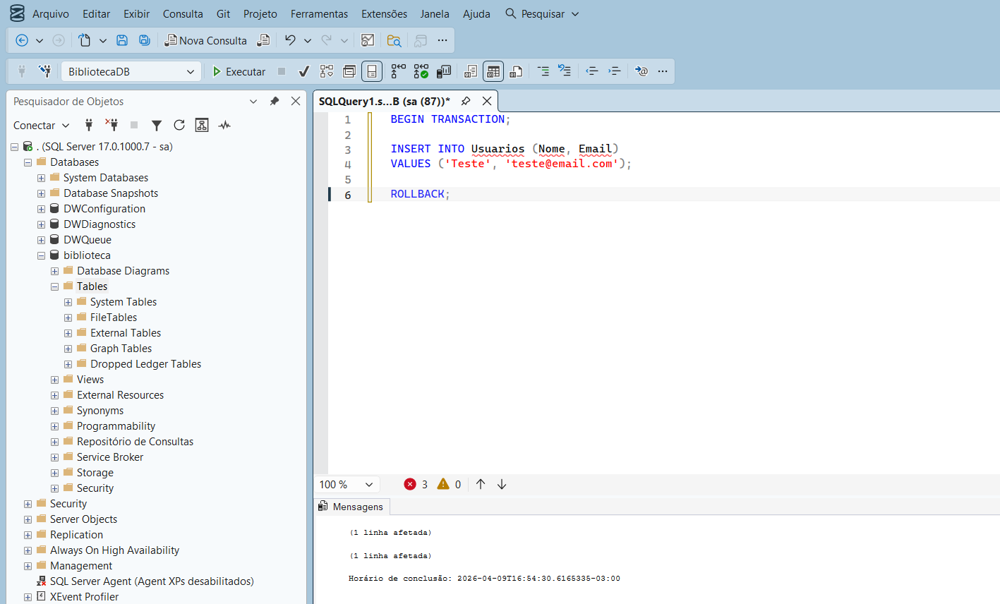 Arquivo Editar Exibir Consulta Git Projeto Ferramentas Extensões Janela Ajuda Pesquisar
Nova Consulta
BibliotecaDB Executar
Pesquisador de Objetos
Conectar
. (SQL Server 17.0.1000.7 - sa)
Databases
System Databases
Database Snapshots
DWConfiguration
DWDiagnostics
DWQueue
biblioteca
Database Diagrams
Tables
System Tables
FileTables
External Tables
Graph Tables
Dropped Ledger Tables
Views
External Resources
Synonyms
Programmability
Repositório de Consultas
Service Broker
Storage
Security
Security
Server Objects
Replication
Always On High Availability
Management
SQL Server Agent (Agent XPs desabilitados)
XEvent Profiler
SQLQuery1.s...B (sa (87))*
1 BEGIN TRANSACTION;
2
3 INSERT INTO Usuarios (Nome, Email)
4 VALUES ('Teste', 'teste@email.com');
5
6 ROLLBACK;
100 % 3 0
Mensagens
(1 linha afetada)
(1 linha afetada)
Horário de conclusão: 2026-04-09T16:54:30.6165335-03:00